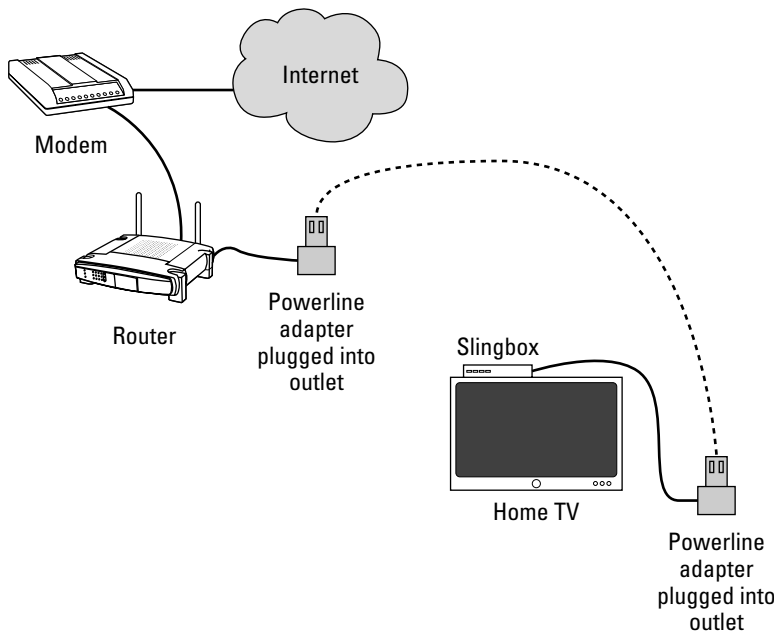 Internet
Modem
Router
Powerline
adapter
plugged into
outlet
Slingbox
Home TV
Powerline
adapter
plugged into
outlet